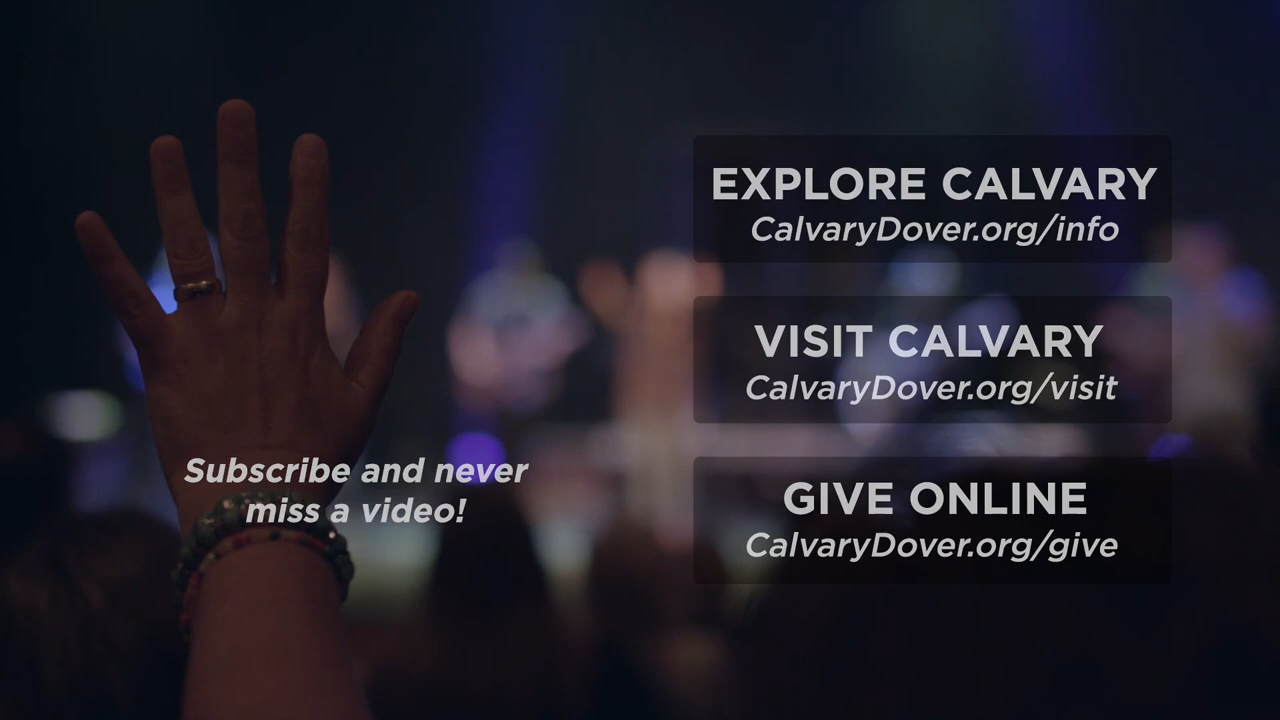 EXPLORE CALVARY
CalvaryDover.org/info
VISIT CALVARY
CalvaryDover.org/visit
GIVE ONLINE
CalvaryDover.org/give
Subscribe and never
miss a video!